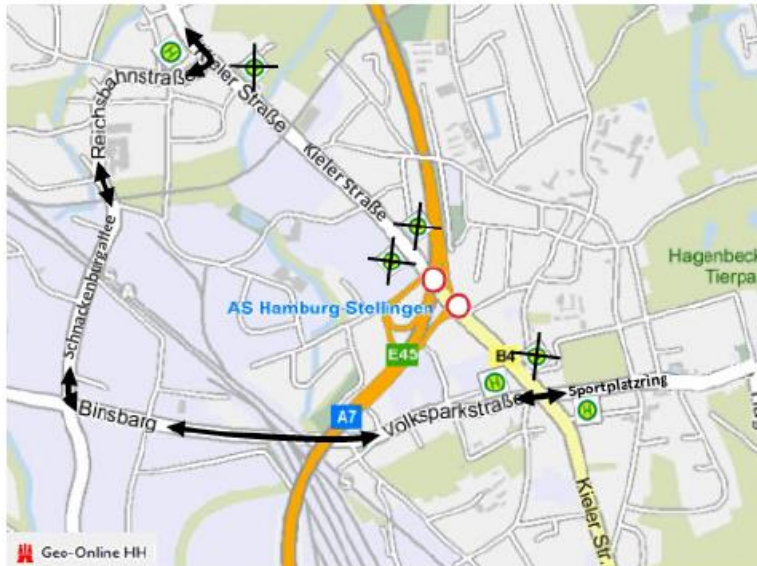 H
Kieler Straße
Reichsbahnstraße
Kieler straße
Schnackenburgallee
Hagenbeck
Tierpa
AS Hamburg-Stellingen
E45
B4
H
Sportplatzring
A7
Volksparkstraße
H
Binsbarg
Kieler Str.
Geo-Online HH